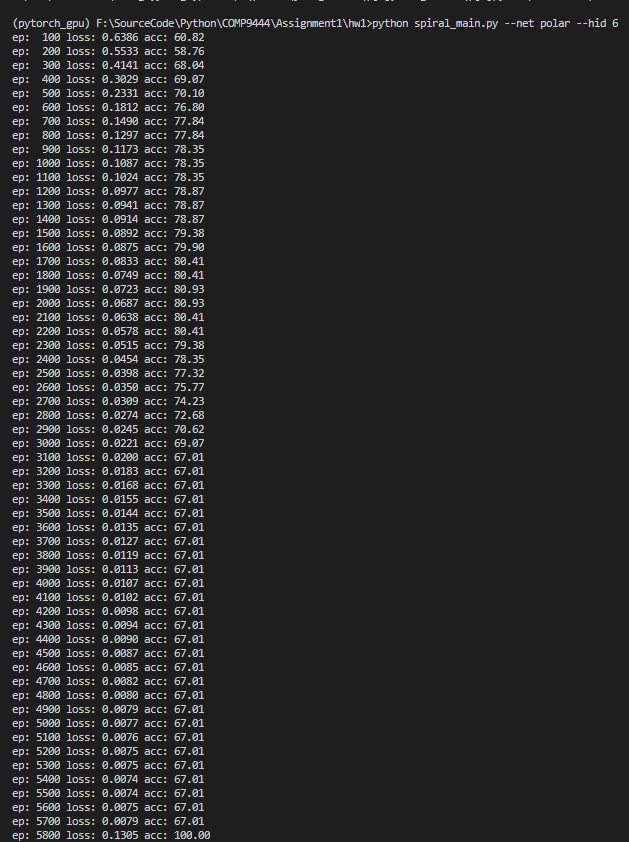 (pytorch_gpu) F:\SourceCode\Python\COMP9444\Assignment1\hw1>python spiral_main.py --net polar --hid 6
ep:  100 loss: 0.6386 acc: 60.82
ep:  200 loss: 0.5533 acc: 58.76
ep:  300 loss: 0.4141 acc: 68.04
ep:  400 loss: 0.3029 acc: 69.07
ep:  500 loss: 0.2331 acc: 70.10
ep:  600 loss: 0.1812 acc: 76.80
ep:  700 loss: 0.1490 acc: 77.84
ep:  800 loss: 0.1297 acc: 77.84
ep:  900 loss: 0.1173 acc: 78.35
ep: 1000 loss: 0.1087 acc: 78.35
ep: 1100 loss: 0.1024 acc: 78.35
ep: 1200 loss: 0.0977 acc: 78.87
ep: 1300 loss: 0.0941 acc: 78.87
ep: 1400 loss: 0.0914 acc: 78.87
ep: 1500 loss: 0.0892 acc: 79.38
ep: 1600 loss: 0.0875 acc: 79.90
ep: 1700 loss: 0.0833 acc: 80.41
ep: 1800 loss: 0.0749 acc: 80.41
ep: 1900 loss: 0.0723 acc: 80.93
ep: 2000 loss: 0.0687 acc: 80.93
ep: 2100 loss: 0.0638 acc: 80.41
ep: 2200 loss: 0.0578 acc: 80.41
ep: 2300 loss: 0.0515 acc: 79.38
ep: 2400 loss: 0.0454 acc: 78.35
ep: 2500 loss: 0.0398 acc: 77.32
ep: 2600 loss: 0.0350 acc: 75.77
ep: 2700 loss: 0.0309 acc: 74.23
ep: 2800 loss: 0.0274 acc: 72.68
ep: 2900 loss: 0.0245 acc: 70.62
ep: 3000 loss: 0.0221 acc: 69.07
ep: 3100 loss: 0.0200 acc: 67.01
ep: 3200 loss: 0.0183 acc: 67.01
ep: 3300 loss: 0.0168 acc: 67.01
ep: 3400 loss: 0.0155 acc: 67.01
ep: 3500 loss: 0.0144 acc: 67.01
ep: 3600 loss: 0.0135 acc: 67.01
ep: 3700 loss: 0.0127 acc: 67.01
ep: 3800 loss: 0.0119 acc: 67.01
ep: 3900 loss: 0.0113 acc: 67.01
ep: 4000 loss: 0.0107 acc: 67.01
ep: 4100 loss: 0.0102 acc: 67.01
ep: 4200 loss: 0.0098 acc: 67.01
ep: 4300 loss: 0.0094 acc: 67.01
ep: 4400 loss: 0.0090 acc: 67.01
ep: 4500 loss: 0.0087 acc: 67.01
ep: 4600 loss: 0.0085 acc: 67.01
ep: 4700 loss: 0.0082 acc: 67.01
ep: 4800 loss: 0.0080 acc: 67.01
ep: 4900 loss: 0.0079 acc: 67.01
ep: 5000 loss: 0.0077 acc: 67.01
ep: 5100 loss: 0.0076 acc: 67.01
ep: 5200 loss: 0.0075 acc: 67.01
ep: 5300 loss: 0.0075 acc: 67.01
ep: 5400 loss: 0.0074 acc: 67.01
ep: 5500 loss: 0.0074 acc: 67.01
ep: 5600 loss: 0.0075 acc: 67.01
ep: 5700 loss: 0.0079 acc: 67.01
ep: 5800 loss: 0.1305 acc: 100.00